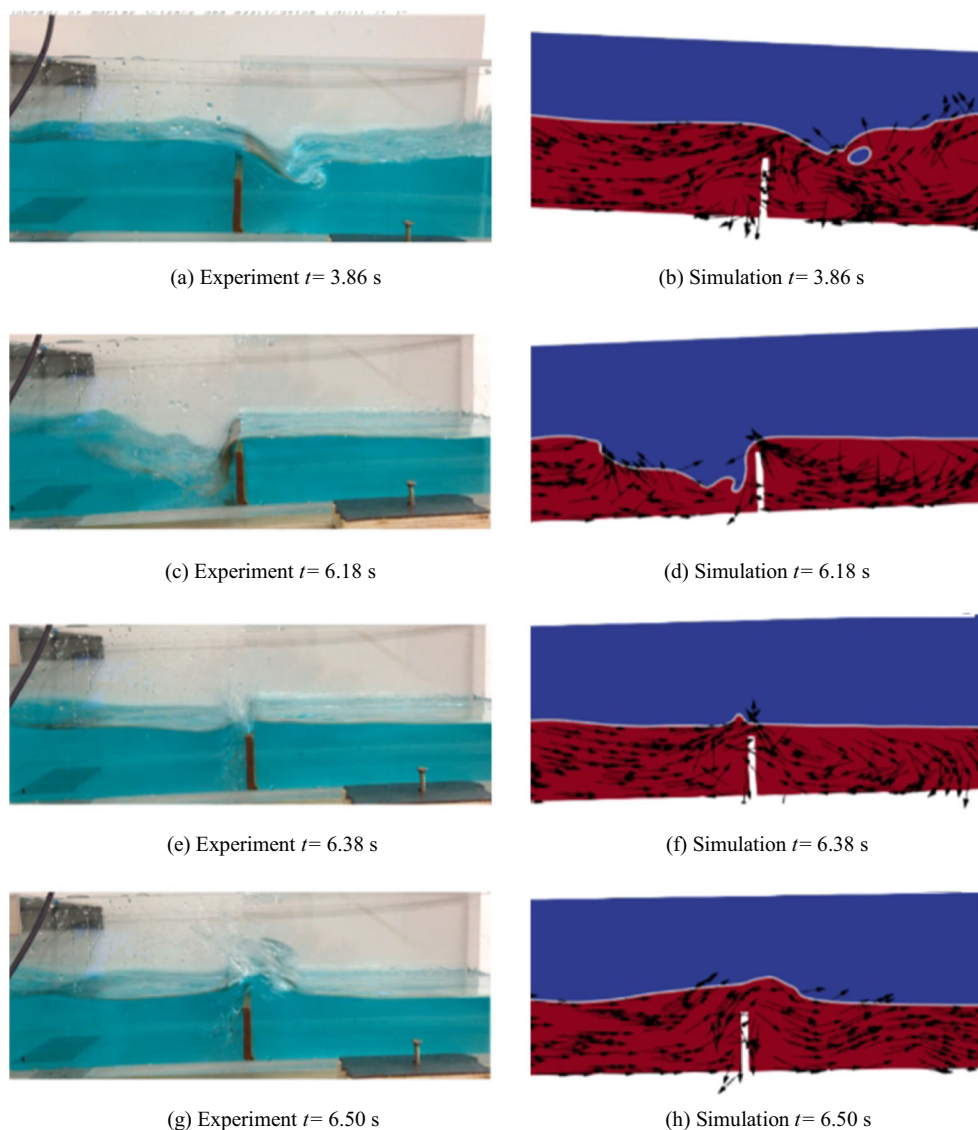 (a) Experiment t= 3.86 s
(b) Simulation t= 3.86 s
(c) Experiment t= 6.18 s
(d) Simulation t= 6.18 s
(e) Experiment t= 6.38 s
(f) Simulation t= 6.38 s
(g) Experiment t= 6.50 s
(h) Simulation t= 6.50 s